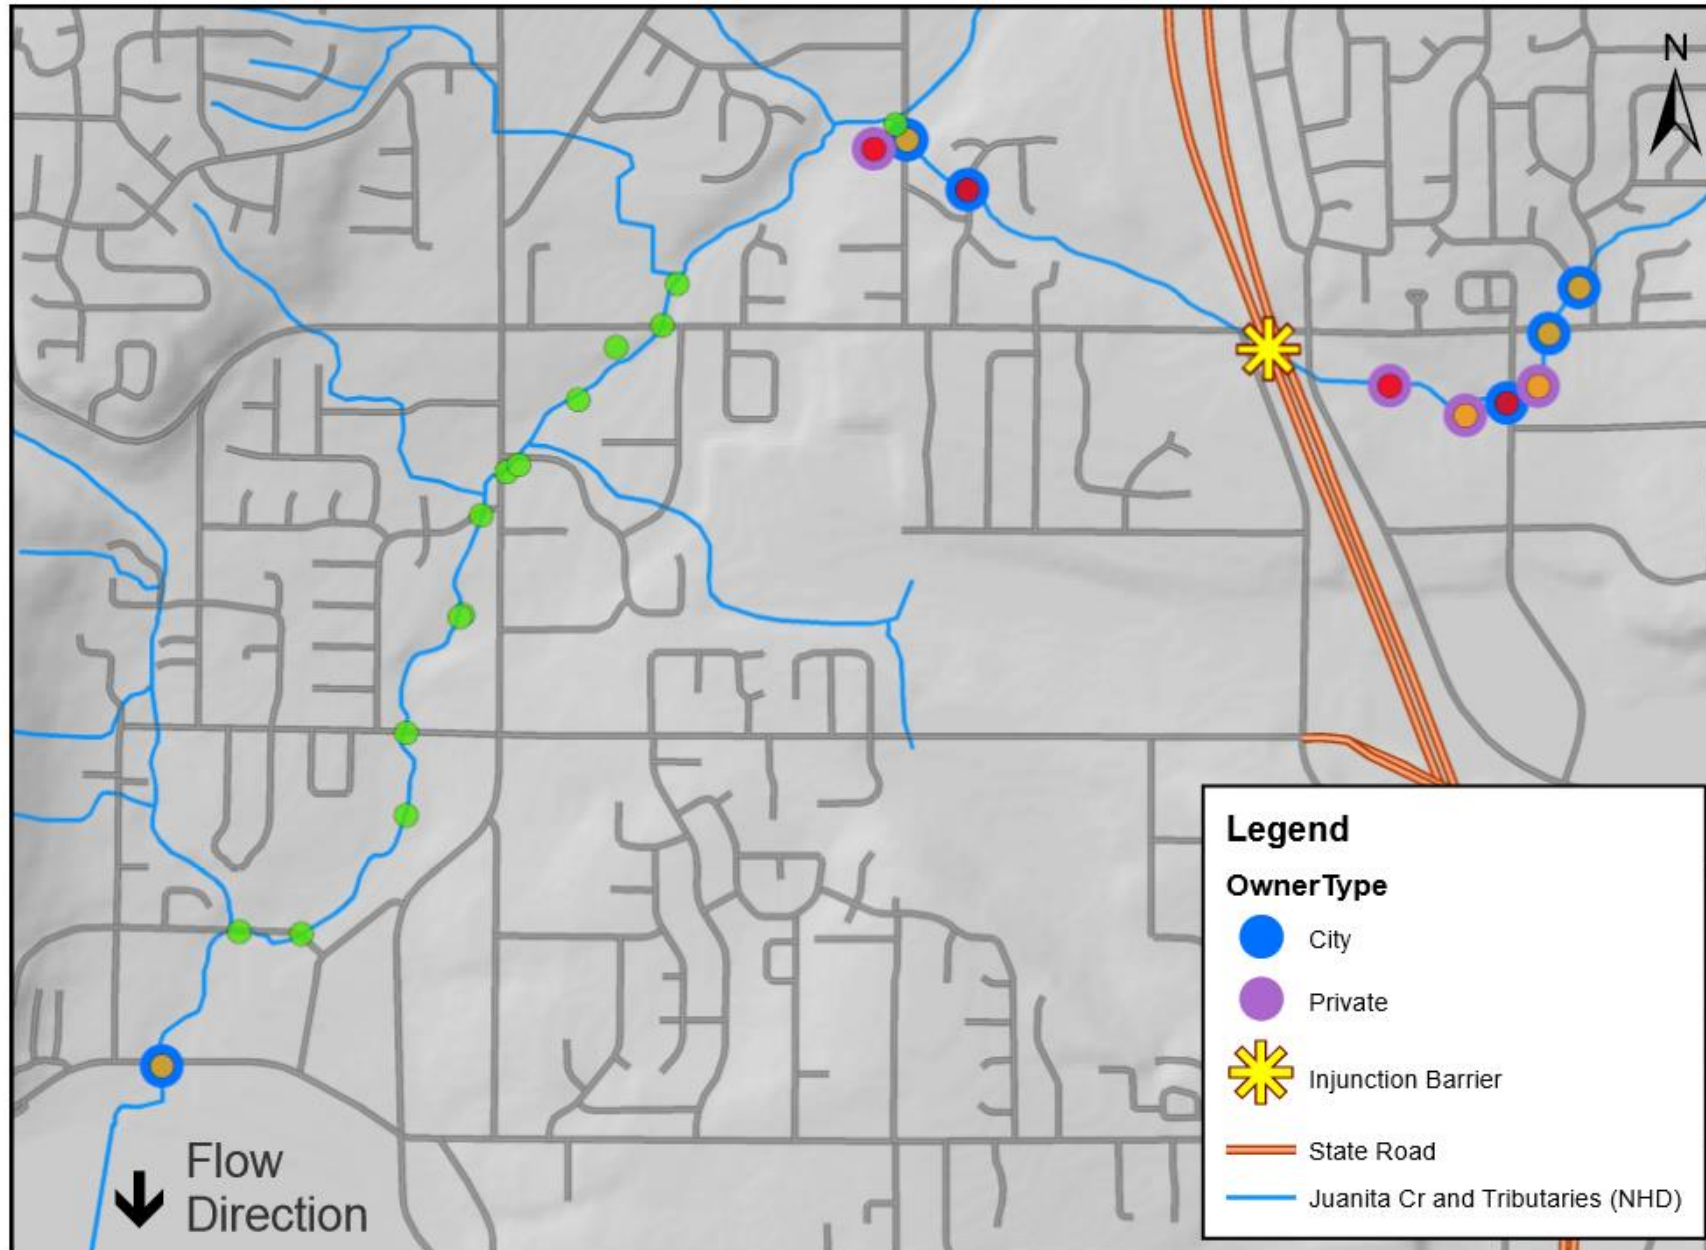 N
Flow
Direction
Legend
OwnerType
City
Private
Injunction Barrier
State Road
Juanita Cr and Tributaries (NHD)